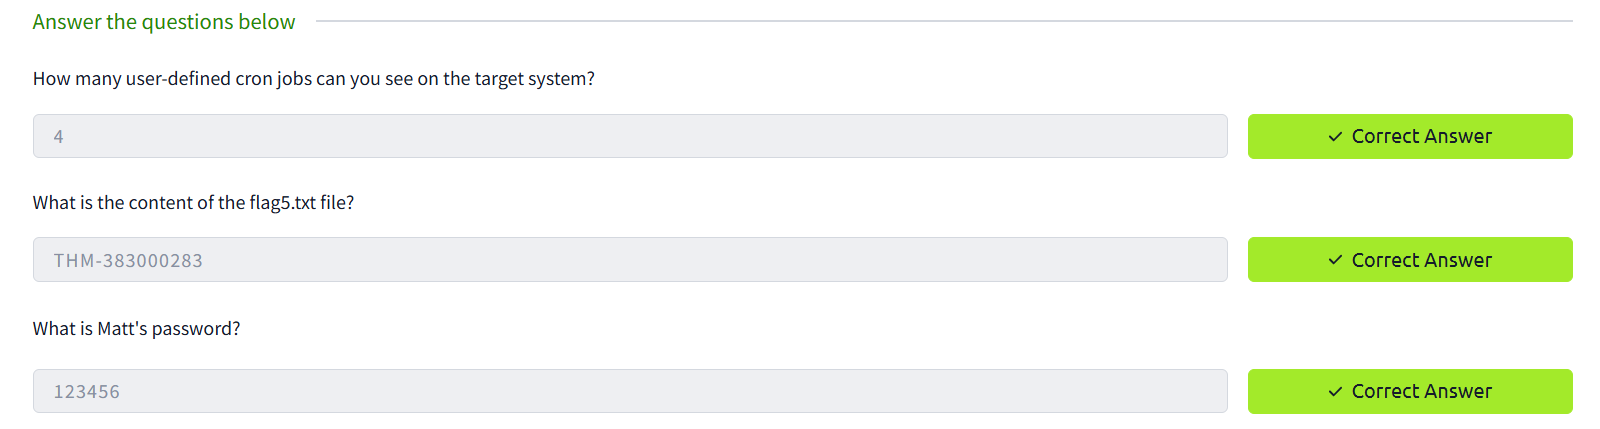 Answer the questions below
How many user-defined cron jobs can you see on the target system?
4
✓ Correct Answer
What is the content of the flag5.txt file?
THM-383000283
✓ Correct Answer
What is Matt's password?
123456
✓ Correct Answer